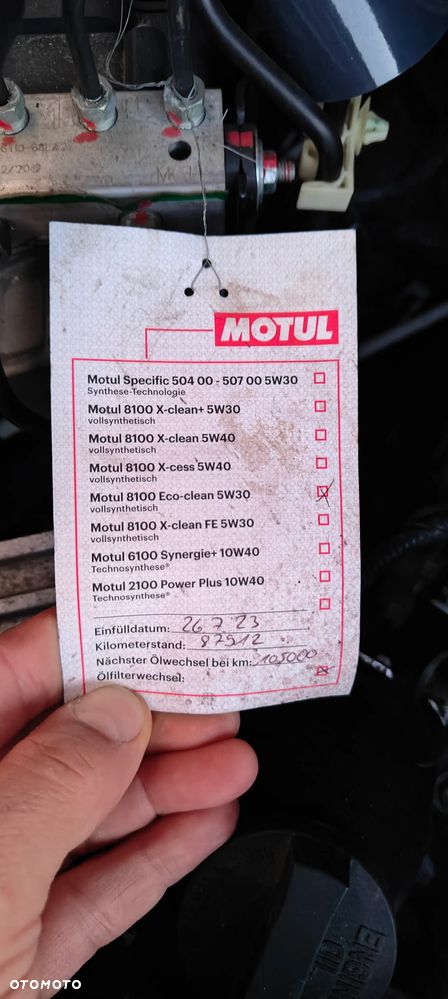 2/2019
MOTUL
Motul Specific 504 00 - 507 00 5W30
Synthese-Technologie
Motul 8100 X-clean+ 5W30
vollsynthetisch
Motul 8100 X-clean 5W40
vollsynthetisch
Motul 8100 X-cess 5W40
vollsynthetisch
Motul 8100 Eco-clean 5W30
vollsynthetisch
Motul 8100 X-clean FE 5W30
vollsynthetisch
Motul 6100 Synergie+ 10W40
Technosynthese®
Motul 2100 Power Plus 10W40
Technosynthese®
Einfülldatum: 26 7 23
Kilometerstand: 87912
Nächster Ölwechsel bei km: 105000
Ölfilterwechsel:
OTOMOTO